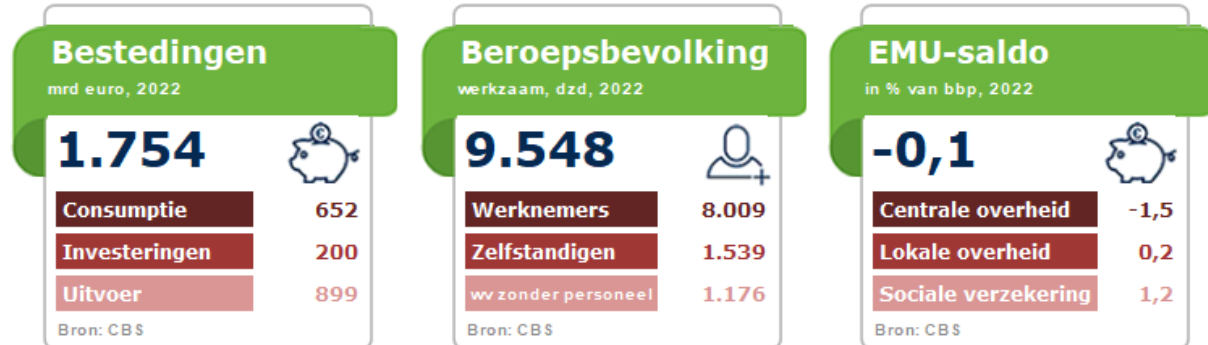 Bestedingen
mrd euro, 2022
1.754
€
Consumptie 652
Investeringen 200
Uitvoer 899
Bron: CBS
Beroepsbevolking
werkzaam, dzd, 2022
9.548
Werknemers 8.009
Zelfstandigen 1.539
wv zonder personeel 1.176
Bron: CBS
EMU-saldo
in % van bbp, 2022
-0,1
€
Centrale overheid -1,5
Lokale overheid 0,2
Sociale verzekering 1,2
Bron: CBS